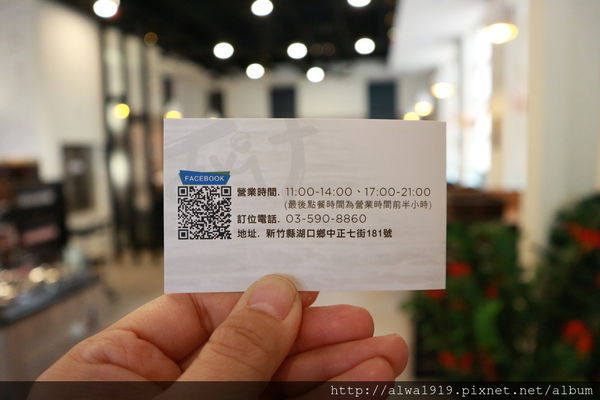 FACEBOOK
營業時間. 11:00-14:00、17:00-21:00
(最後點餐時間為營業時間前半小時)
訂位電話. 03-590-8860
地址. 新竹縣湖口鄉中正七街181號
http://alwa1919.pixnet.net/album